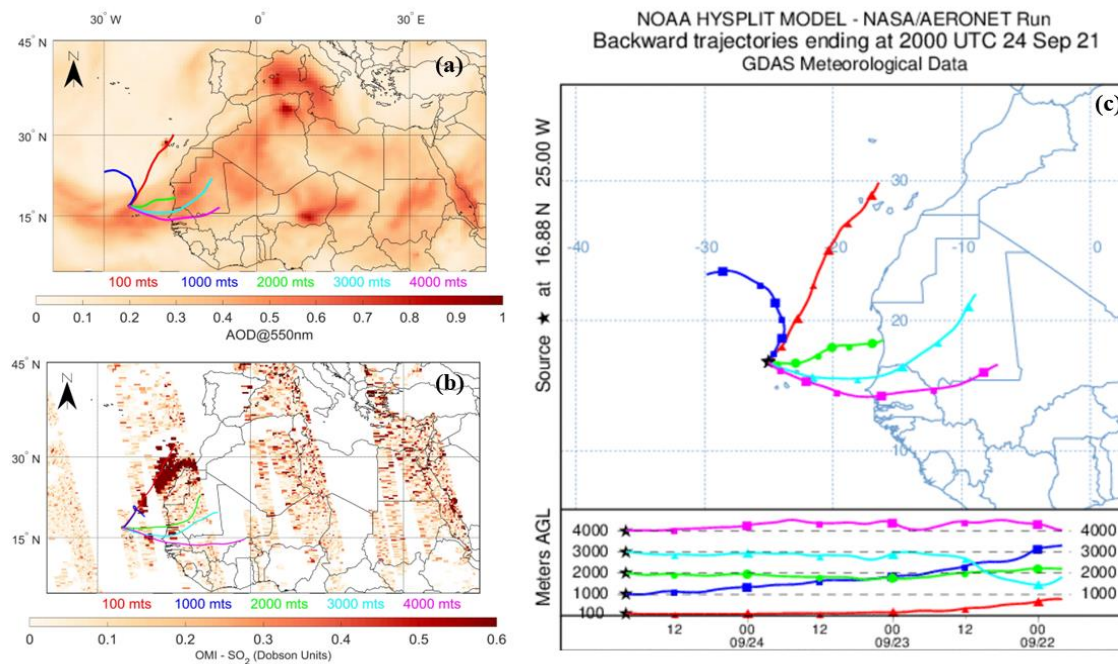 30° W 0° 30° E
45° N
N
(a)
30° N
15° N
100 mts 1000 mts 2000 mts 3000 mts 4000 mts
0 0.1 0.2 0.3 0.4 0.5 0.6 0.7 0.8 0.9 1
AOD@550nm
45° N
N
(b)
30° N
15° N
100 mts 1000 mts 2000 mts 3000 mts 4000 mts
0 0.2 0.4 0.6
OMI - SO2 (Dobson Units)
NOAA HYSPLIT MODEL - NASA/AERONET Run
Backward trajectories ending at 2000 UTC 24 Sep 21
GDAS Meteorological Data
Source ★ at 16.88 N 25.00 W
(c)
30
-40 -30 -20 -10 0
20
10
Meters AGL
4000 4000
3000 3000
2000 2000
1000 1000
100 100
12 00 12 00 12 00
09/24 09/23 09/22